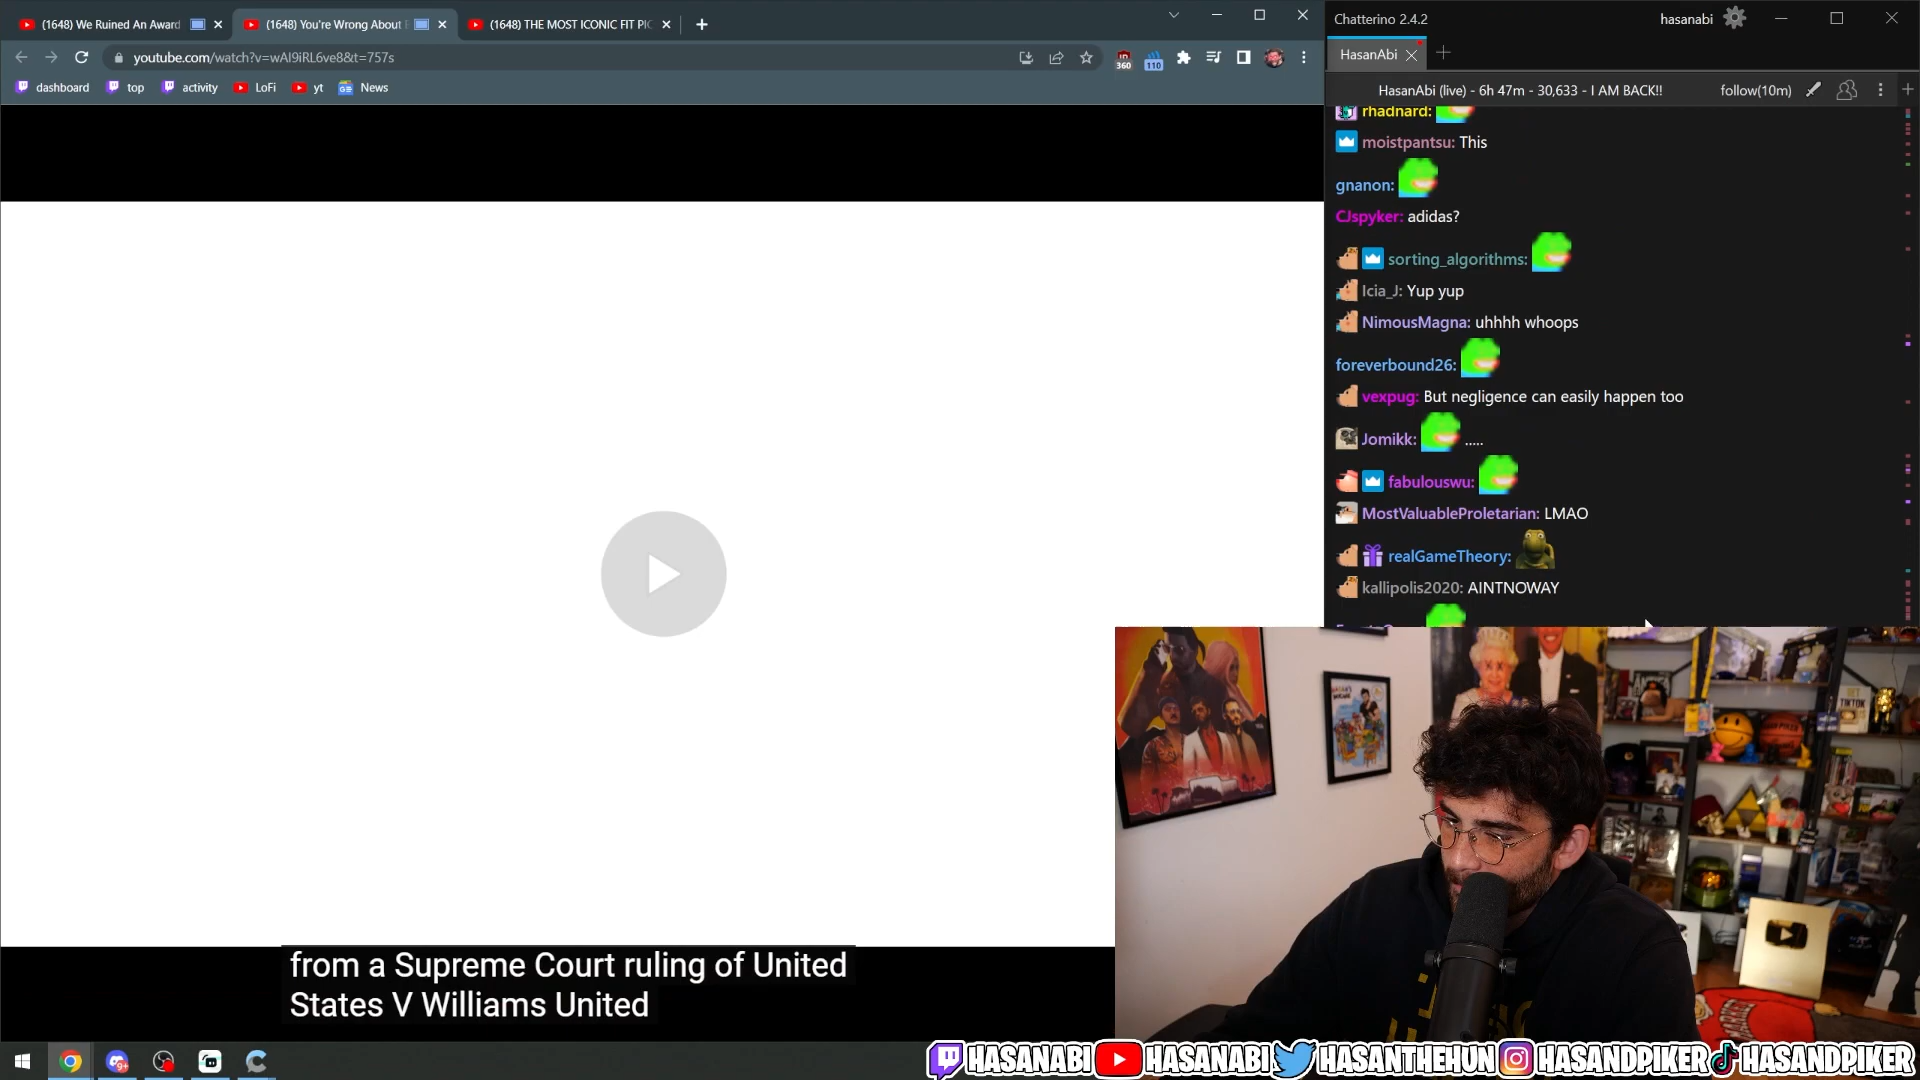 (1648) We Ruined An Award
(1648) You're Wrong About
(1648) THE MOST ICONIC FIT PIC
youtube.com/watch?v=wAI9iRL6ve8&t=757s
360
110
dashboard
top
activity
LoFi
yt
News
Chatterino 2.4.2
hasanabi
HasanAbi
HasanAbi (live) - 6h 47m - 30,633 - I AM BACK!!
follow(10m)
rhadnard:
moistpantsu: This
gnanon:
CJspyker: adidas?
sorting_algorithms:
Icia_J: Yup yup
NimousMagna: uhhhh whoops
foreverbound26:
vexpug: But negligence can easily happen too
Jomikk: .....
fabulouswu:
MostValuableProletarian: LMAO
realGameTheory:
kallipolis2020: AINTNOWAY
from a Supreme Court ruling of United
States V Williams United
TIKTOK
HASANABI
HASANABI
HASANTHEHUN
HASANDPIKER
HASANDPIKER